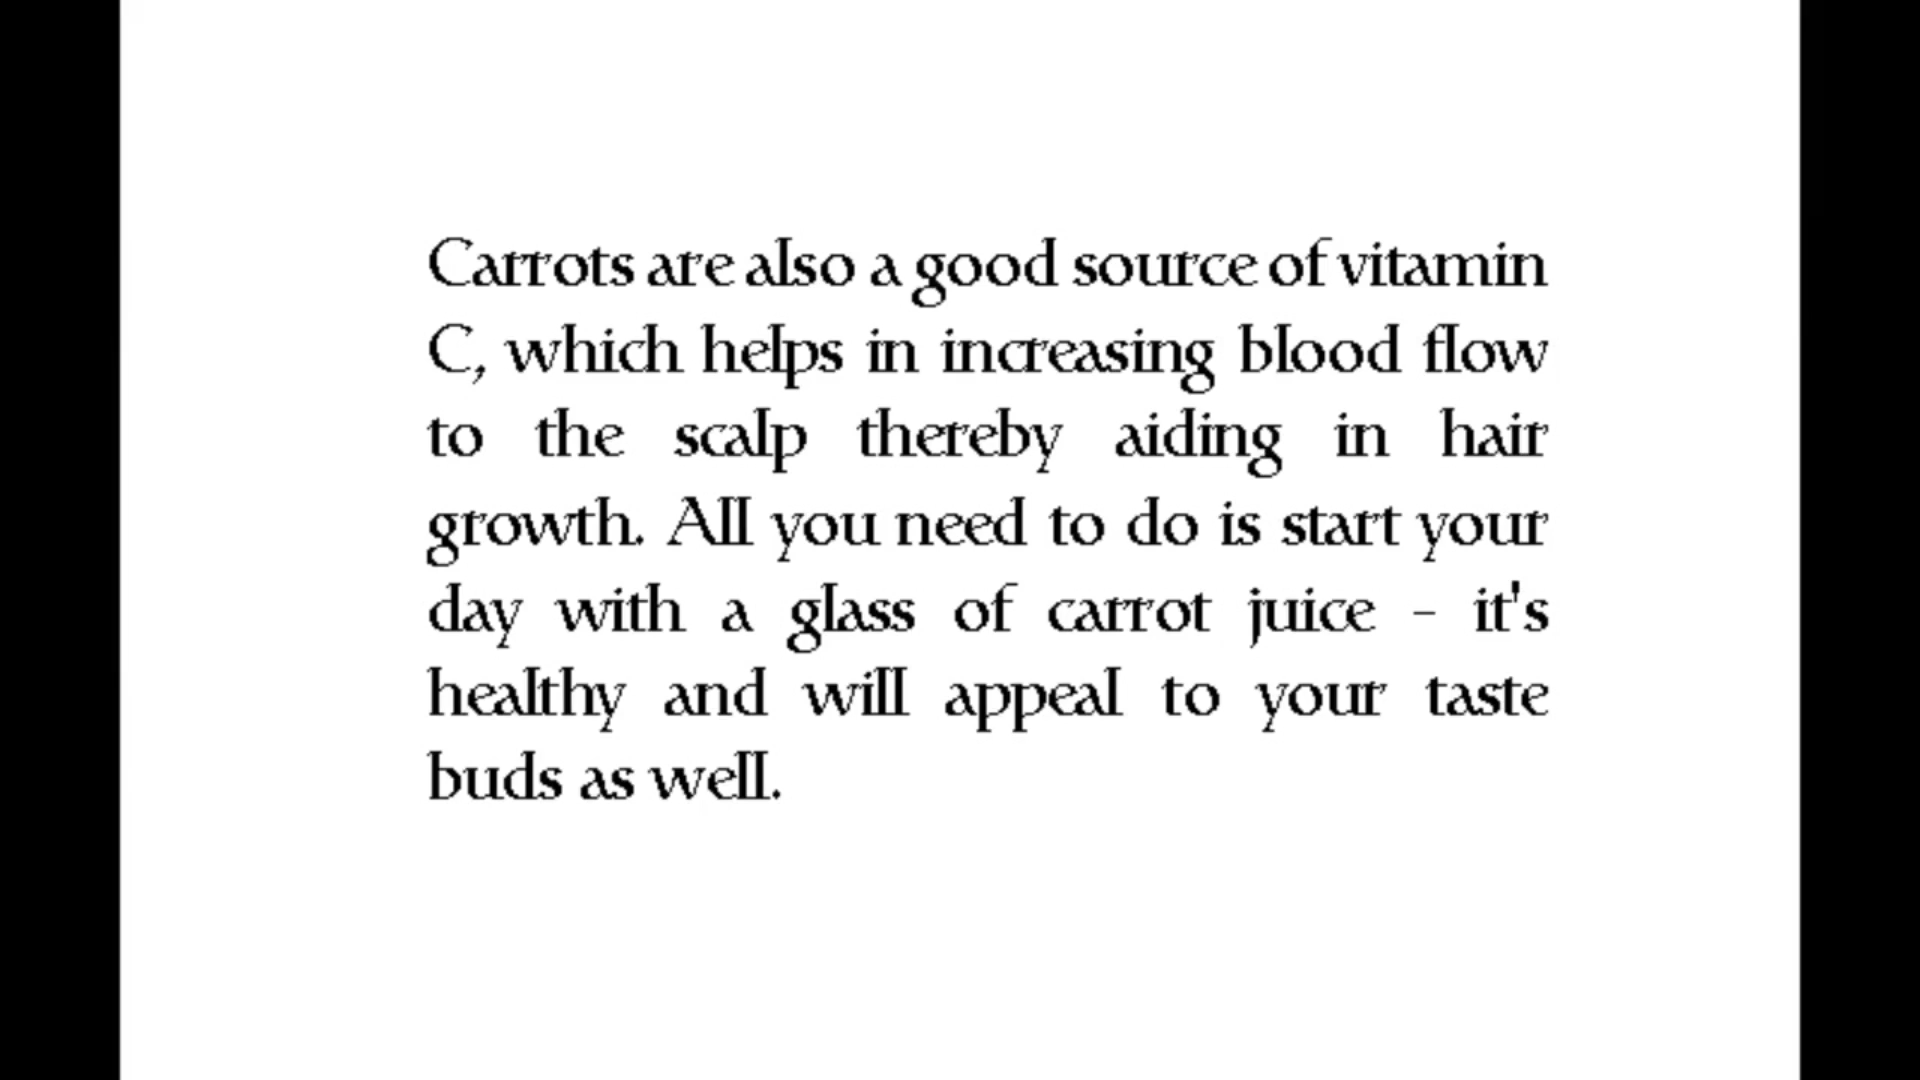 Carrots are also a good source of vitamin
C, which helps in increasing blood flow
to the scalp thereby aiding in hair
growth. All you need to do is start your
day with a glass of carrot juice - it's
healthy and will appeal to your taste
buds as well.